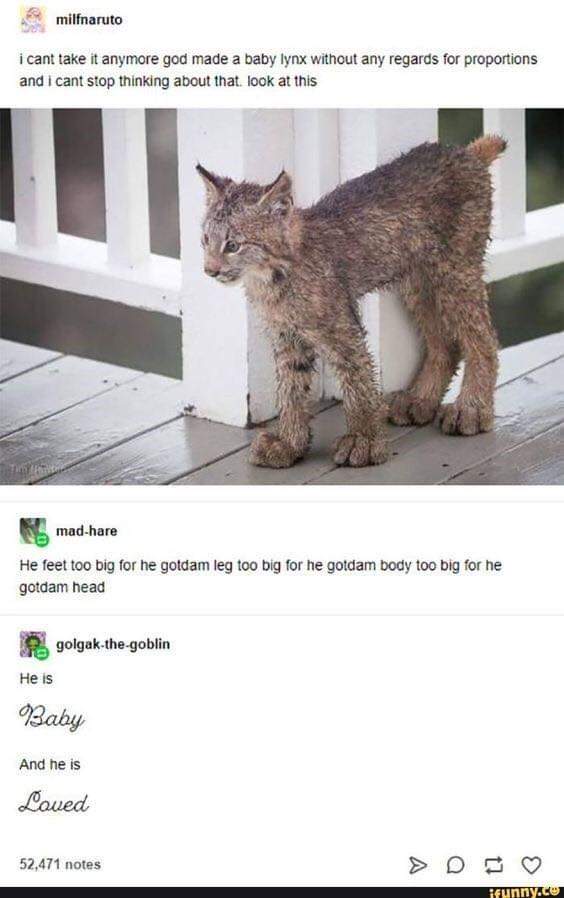 milfnaruto
i cant take it anymore god made a baby lynx without any regards for proportions
and i cant stop thinking about that. look at this
mad-hare
He feet too big for he gotdam leg too big for he gotdam body too big for he
gotdam head
golgak-the-goblin
He is
Baby
And he is
Loved
52,471 notes
ifunny.co